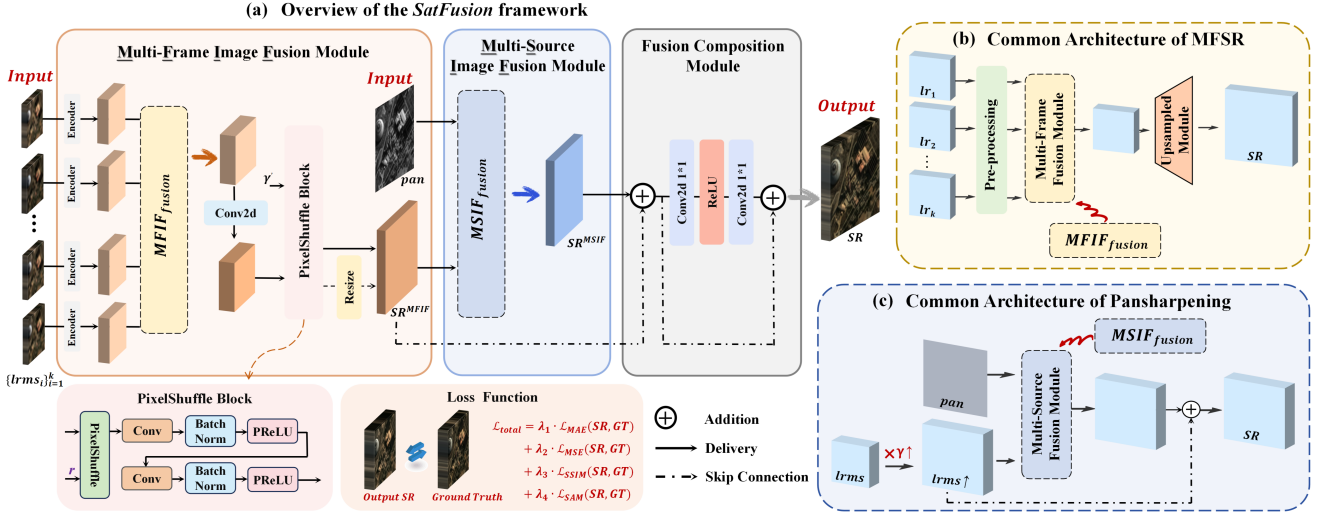 (a) Overview of the SatFusion framework
Multi-Frame Image Fusion Module
Input
Encoder
Encoder
Encoder
Encoder
{lrms_i}_{i=1}^k
MFIF_fusion
γ
Conv2d
PixelShuffle Block
Resize
Input
pan
SR^MFIF
Multi-Source
Image Fusion Module
MSIF_fusion
SR^MSIF
Fusion Composition
Module
Conv2d 1*1
ReLU
Conv2d 1*1
Output
SR
(b) Common Architecture of MFSR
lr_1
lr_2
⋮
lr_k
Pre-processing
Multi-Frame
Fusion Module
Upsampled
Module
SR
MFIF_fusion
(c) Common Architecture of Pansharpening
MSIF_fusion
pan
lrms
×γ↑
lrms↑
Multi-Source
Fusion Module
SR
PixelShuffle Block
r
PixelShuffle
Conv
Batch
Norm
PReLU
Conv
Batch
Norm
PReLU
Loss Function
Output SR
Ground Truth
ℒ_total = λ_1 · ℒ_MAE(SR, GT)
+ λ_2 · ℒ_MSE(SR, GT)
+ λ_3 · ℒ_SSIM(SR, GT)
+ λ_4 · ℒ_SAM(SR, GT)
Addition
Delivery
Skip Connection